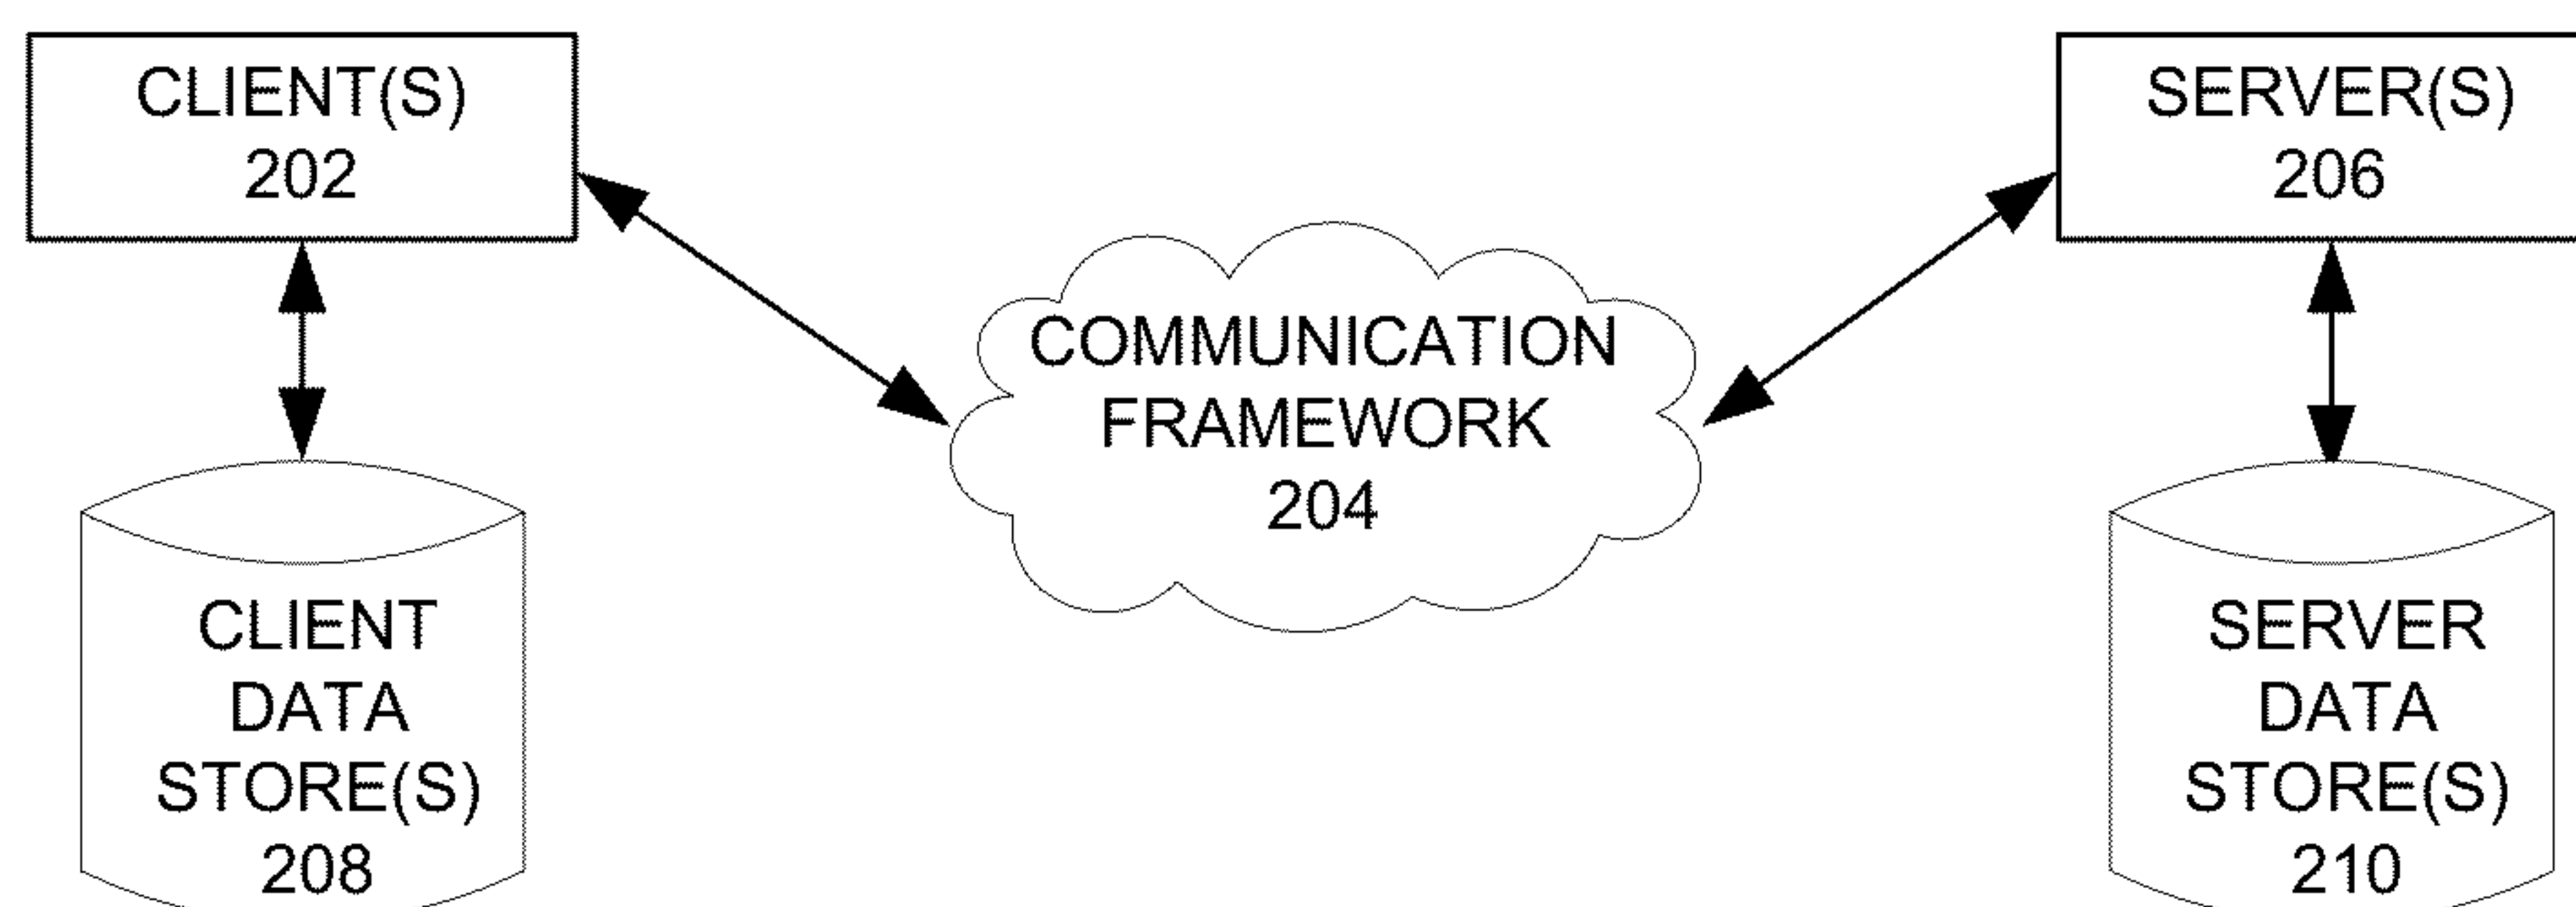 CLIENT(S)
202
SERVER(S)
206
COMMUNICATION
FRAMEWORK
204
CLIENT
DATA
STORE(S)
208
SERVER
DATA
STORE(S)
210